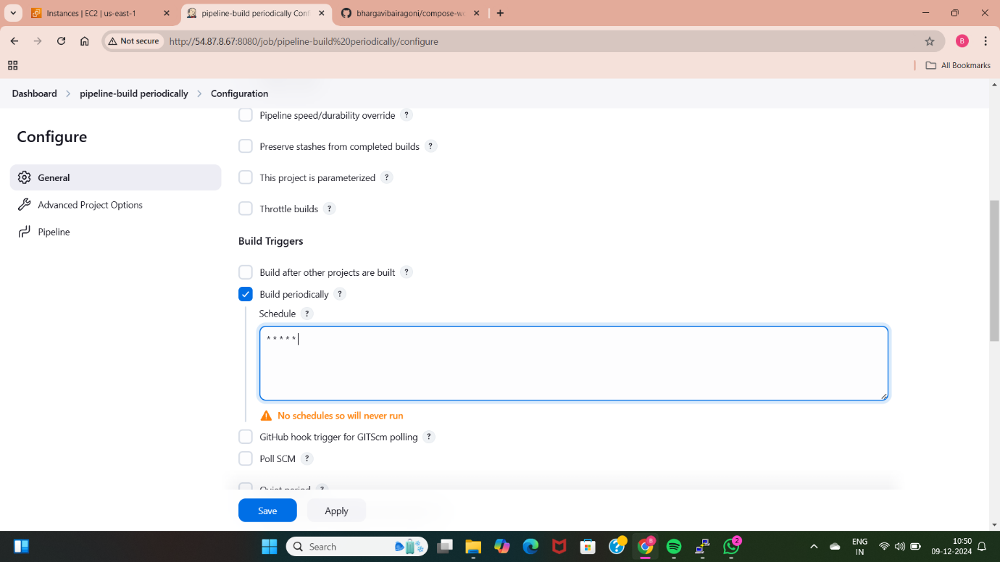 Instances | EC2 | us-east-1
pipeline-build periodically Conf
bhargavibairagoni/compose-wo
Not secure
http://54.87.8.67:8080/job/pipeline-build%20periodically/configure
B
All Bookmarks
Dashboard > pipeline-build periodically > Configuration
Configure
General
Advanced Project Options
Pipeline
Pipeline speed/durability override ?
Preserve stashes from completed builds ?
This project is parameterized ?
Throttle builds ?
Build Triggers
Build after other projects are built ?
Build periodically ?
Schedule ?
* * * * *
No schedules so will never run
GitHub hook trigger for GITScm polling ?
Poll SCM ?
Quiet period ?
Save
Apply
Search
2
ENG
IN
10:50
09-12-2024